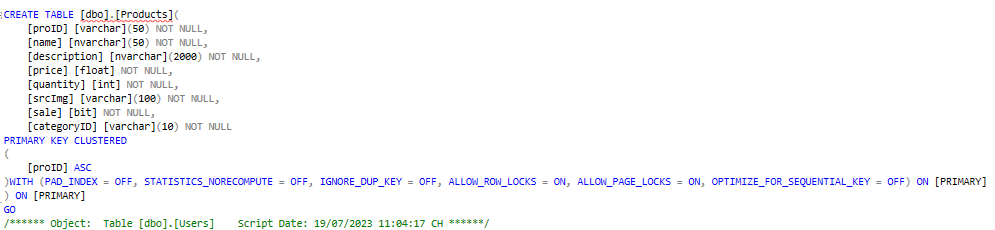 CREATE TABLE [dbo].[Products](
[proID] [varchar](50) NOT NULL,
[name] [nvarchar](50) NOT NULL,
[description] [nvarchar](2000) NOT NULL,
[price] [float] NOT NULL,
[quantity] [int] NOT NULL,
[srcImg] [varchar](100) NOT NULL,
[sale] [bit] NOT NULL,
[categoryID] [varchar](10) NOT NULL
PRIMARY KEY CLUSTERED
(
[proID] ASC
)WITH (PAD_INDEX = OFF, STATISTICS_NORECOMPUTE = OFF, IGNORE_DUP_KEY = OFF, ALLOW_ROW_LOCKS = ON, ALLOW_PAGE_LOCKS = ON, OPTIMIZE_FOR_SEQUENTIAL_KEY = OFF) ON [PRIMARY]
) ON [PRIMARY]
GO
/****** Object:  Table [dbo].[Users]    Script Date: 19/07/2023 11:04:17 CH ******/